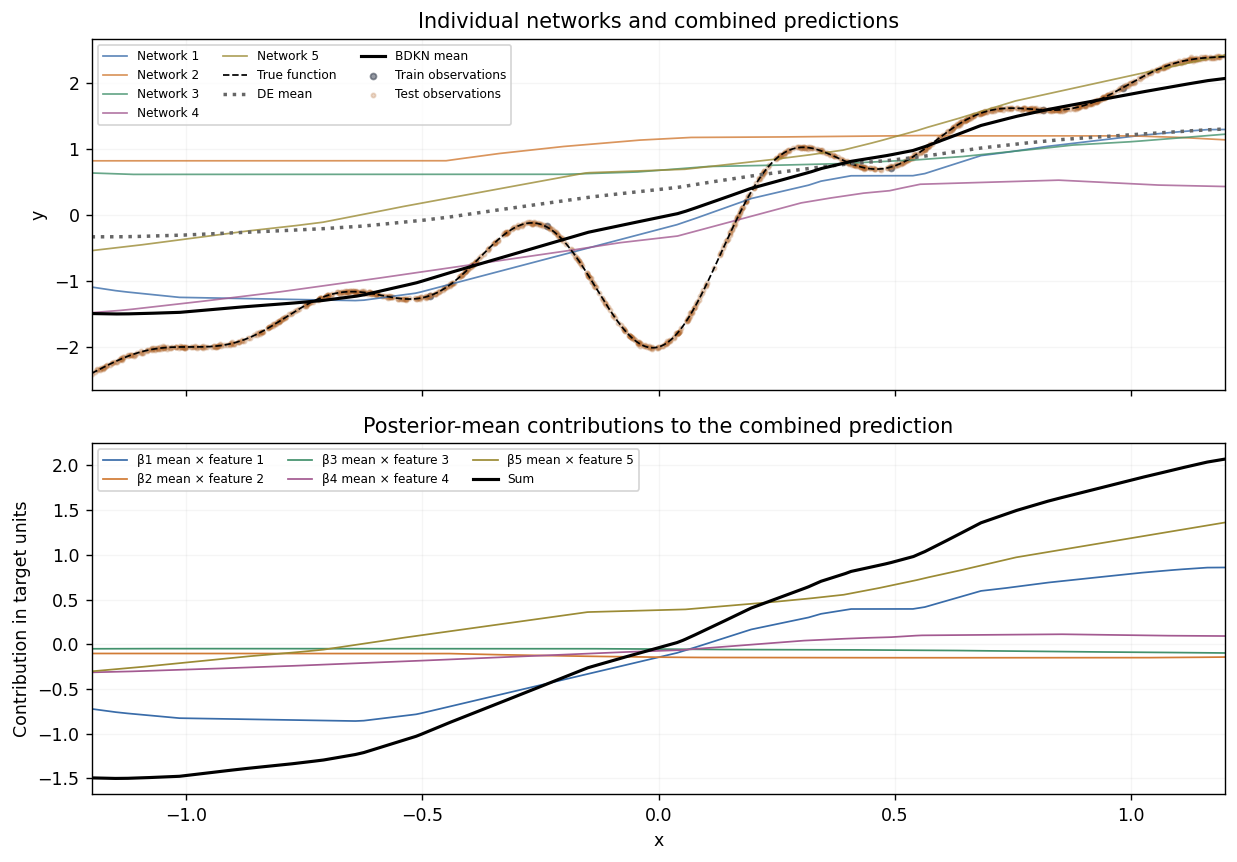 Individual networks and combined predictions
Network 1
Network 2
Network 3
Network 4
Network 5
True function
DE mean
BDKN mean
Train observations
Test observations
y
2
1
0
−1
−2
Posterior-mean contributions to the combined prediction
β1 mean × feature 1
β2 mean × feature 2
β3 mean × feature 3
β4 mean × feature 4
β5 mean × feature 5
Sum
Contribution in target units
2.0
1.5
1.0
0.5
0.0
−0.5
−1.0
−1.5
−1.0
−0.5
0.0
0.5
1.0
x